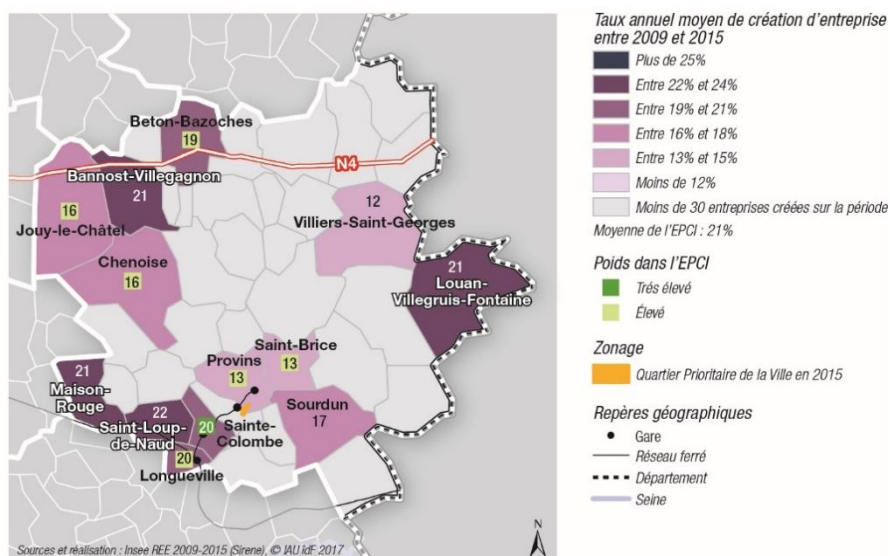 Beton-Bazoches
19
N4
Bannost-Villegagnon
21
16
Jouy-le-Châtel
12
Villiers-Saint-Georges
Chenoise
16
21
Louan-
Villegruis-Fontaine
Saint-Brice
13
Provins
13
21
Maison-
Rouge
Sourdun
17
22
Saint-Loup-
de-Naud
20
Sainte-
Colombe
20
Longueville
N
Sources et réalisation : Insee REE 2009-2015 (Sirene), © IAU îdF 2017
Taux annuel moyen de création d'entreprise
entre 2009 et 2015
Plus de 25%
Entre 22% et 24%
Entre 19% et 21%
Entre 16% et 18%
Entre 13% et 15%
Moins de 12%
Moins de 30 entreprises créées sur la période
Moyenne de l'EPCI : 21%
Poids dans l'EPCI
Trés élevé
Élevé
Zonage
Quartier Prioritaire de la Ville en 2015
Repères géographiques
Gare
Réseau ferré
Département
Seine